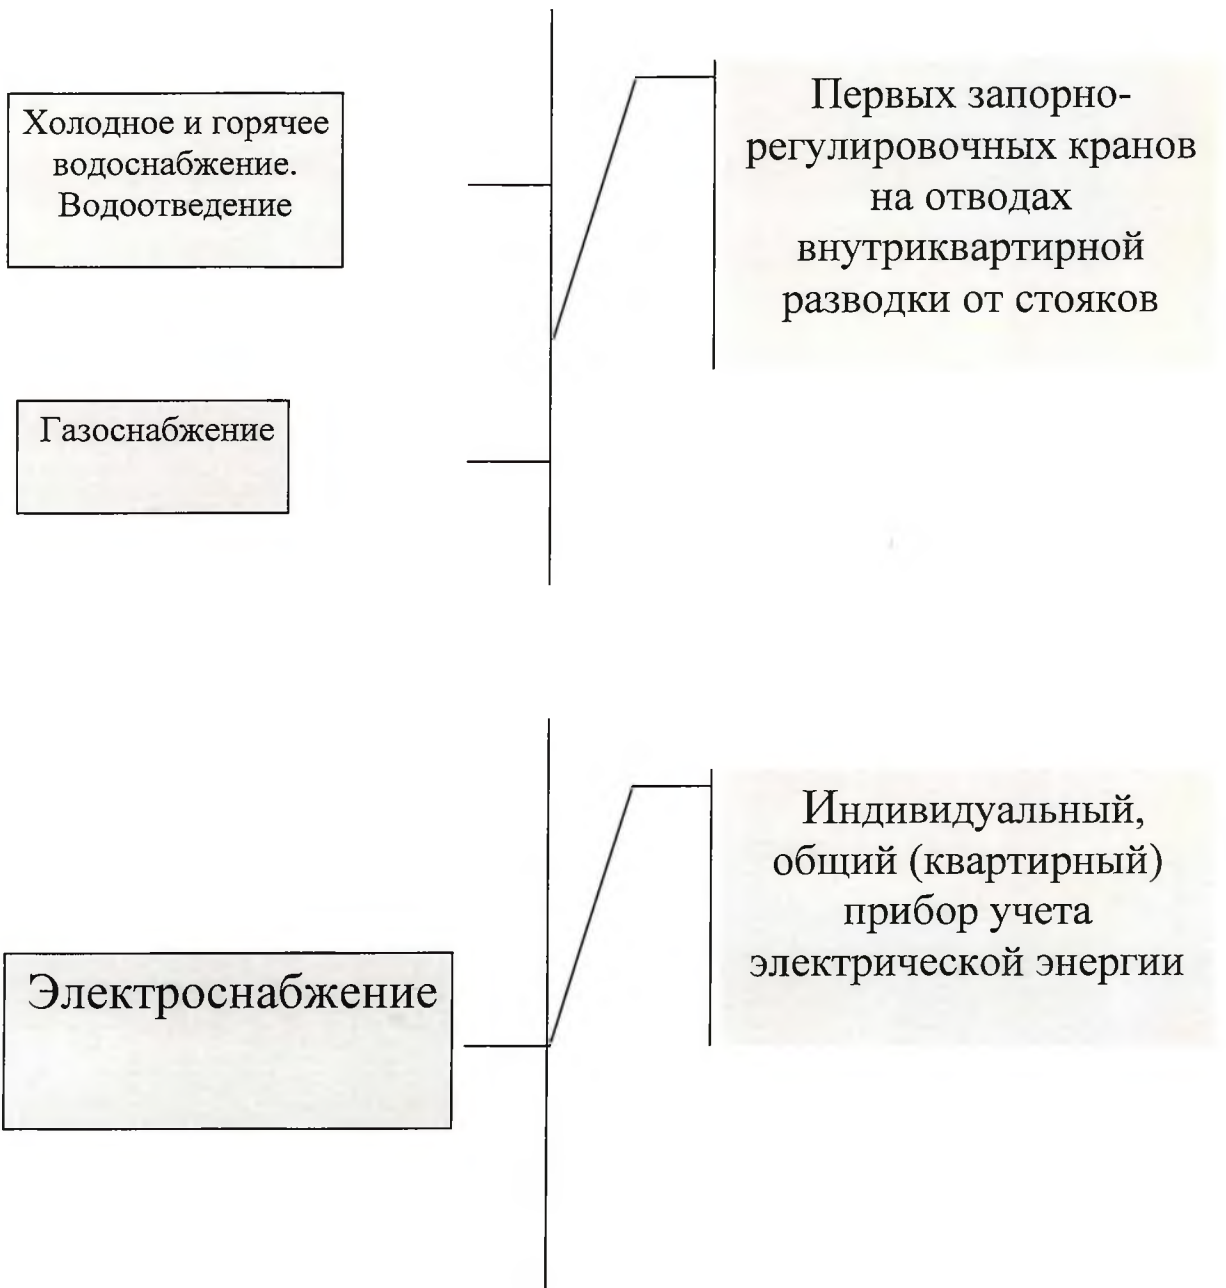 Холодное и горячее
водоснабжение.
Водоотведение
Первых запорно-
регулировочных кранов
на отводах
внутриквартирной
разводки от стояков
Газоснабжение
Индивидуальный,
общий (квартирный)
прибор учета
электрической энергии
Электроснабжение